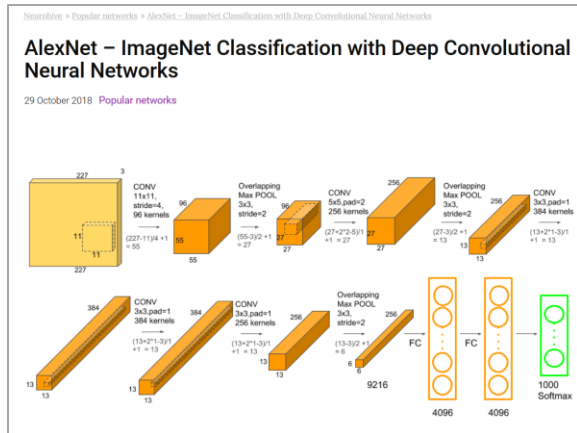 Neurohive » Popular networks » AlexNet – ImageNet Classification with Deep Convolutional Neural Networks
AlexNet – ImageNet Classification with Deep Convolutional
Neural Networks
29 October 2018 Popular networks
227
3
11
11
227
CONV
11x11,
stride=4,
96 kernels
(227-11)/4 +1
= 55
96
55
55
Overlapping
Max POOL
3x3,
stride=2
(55-3)/2 +1
= 27
96
27
27
CONV
5x5,pad=2
256 kernels
(27+2*2-5)/1
+1 = 27
256
27
27
Overlapping
Max POOL
3x3,
stride=2
(27-3)/2 +1
= 13
256
13
13
CONV
3x3,pad=1
384 kernels
(13+2*1-3)/1
+1 = 13
384
13
13
CONV
3x3,pad=1
384 kernels
(13+2*1-3)/1
+1 = 13
384
13
13
CONV
3x3,pad=1
256 kernels
(13+2*1-3)/1
+1 = 13
256
13
13
Overlapping
Max POOL
3x3,
stride=2
(13-3)/2 +1
= 6
256
6
6
9216
FC
4096
FC
4096
1000
Softmax